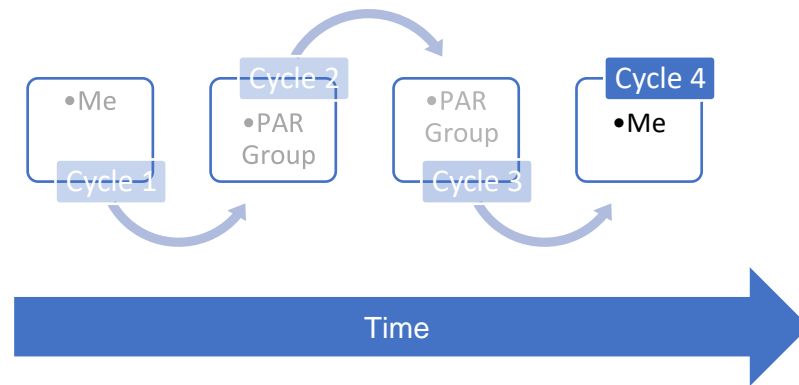 •Me
Cycle 1
Cycle 2
•PAR
Group
•PAR
Group
Cycle 3
Cycle 4
•Me
Time